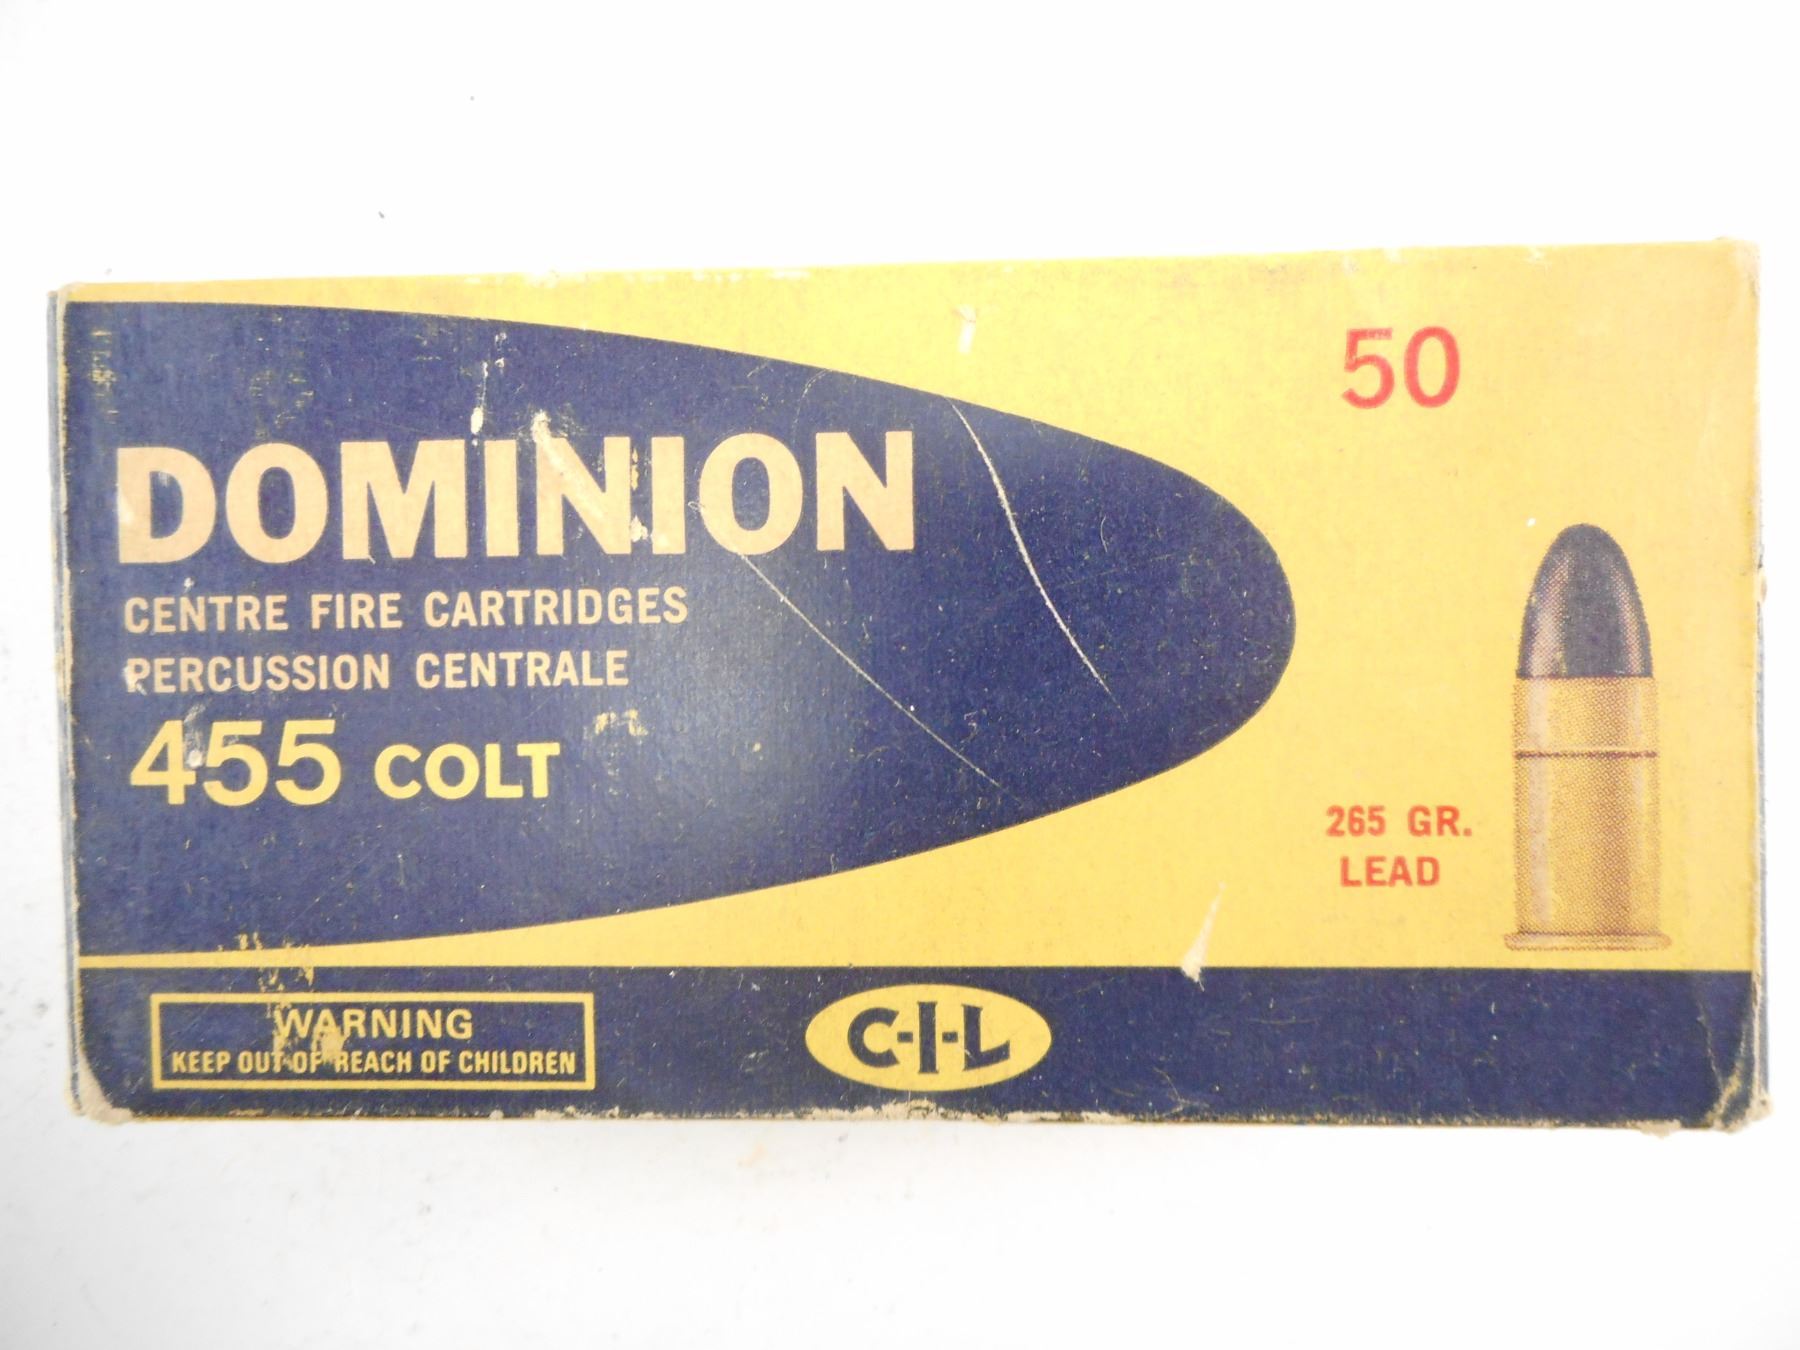 50
DOMINION
CENTRE FIRE CARTRIDGES
PERCUSSION CENTRALE
455 COLT
265 GR.
LEAD
WARNING
KEEP OUT OF REACH OF CHILDREN
C-I-L